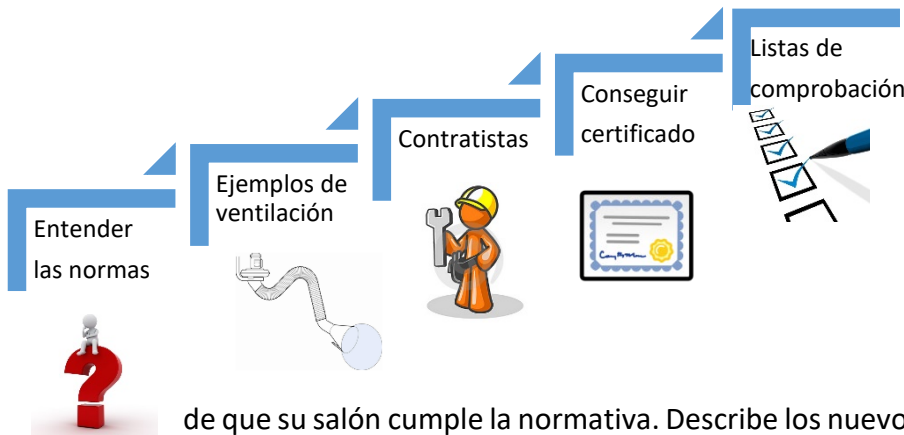 Entender
las normas
Ejemplos de
ventilación
Contratistas
Conseguir
certificado
Listas de
comprobación
de que su salón cumple la normativa. Describe los nuevo